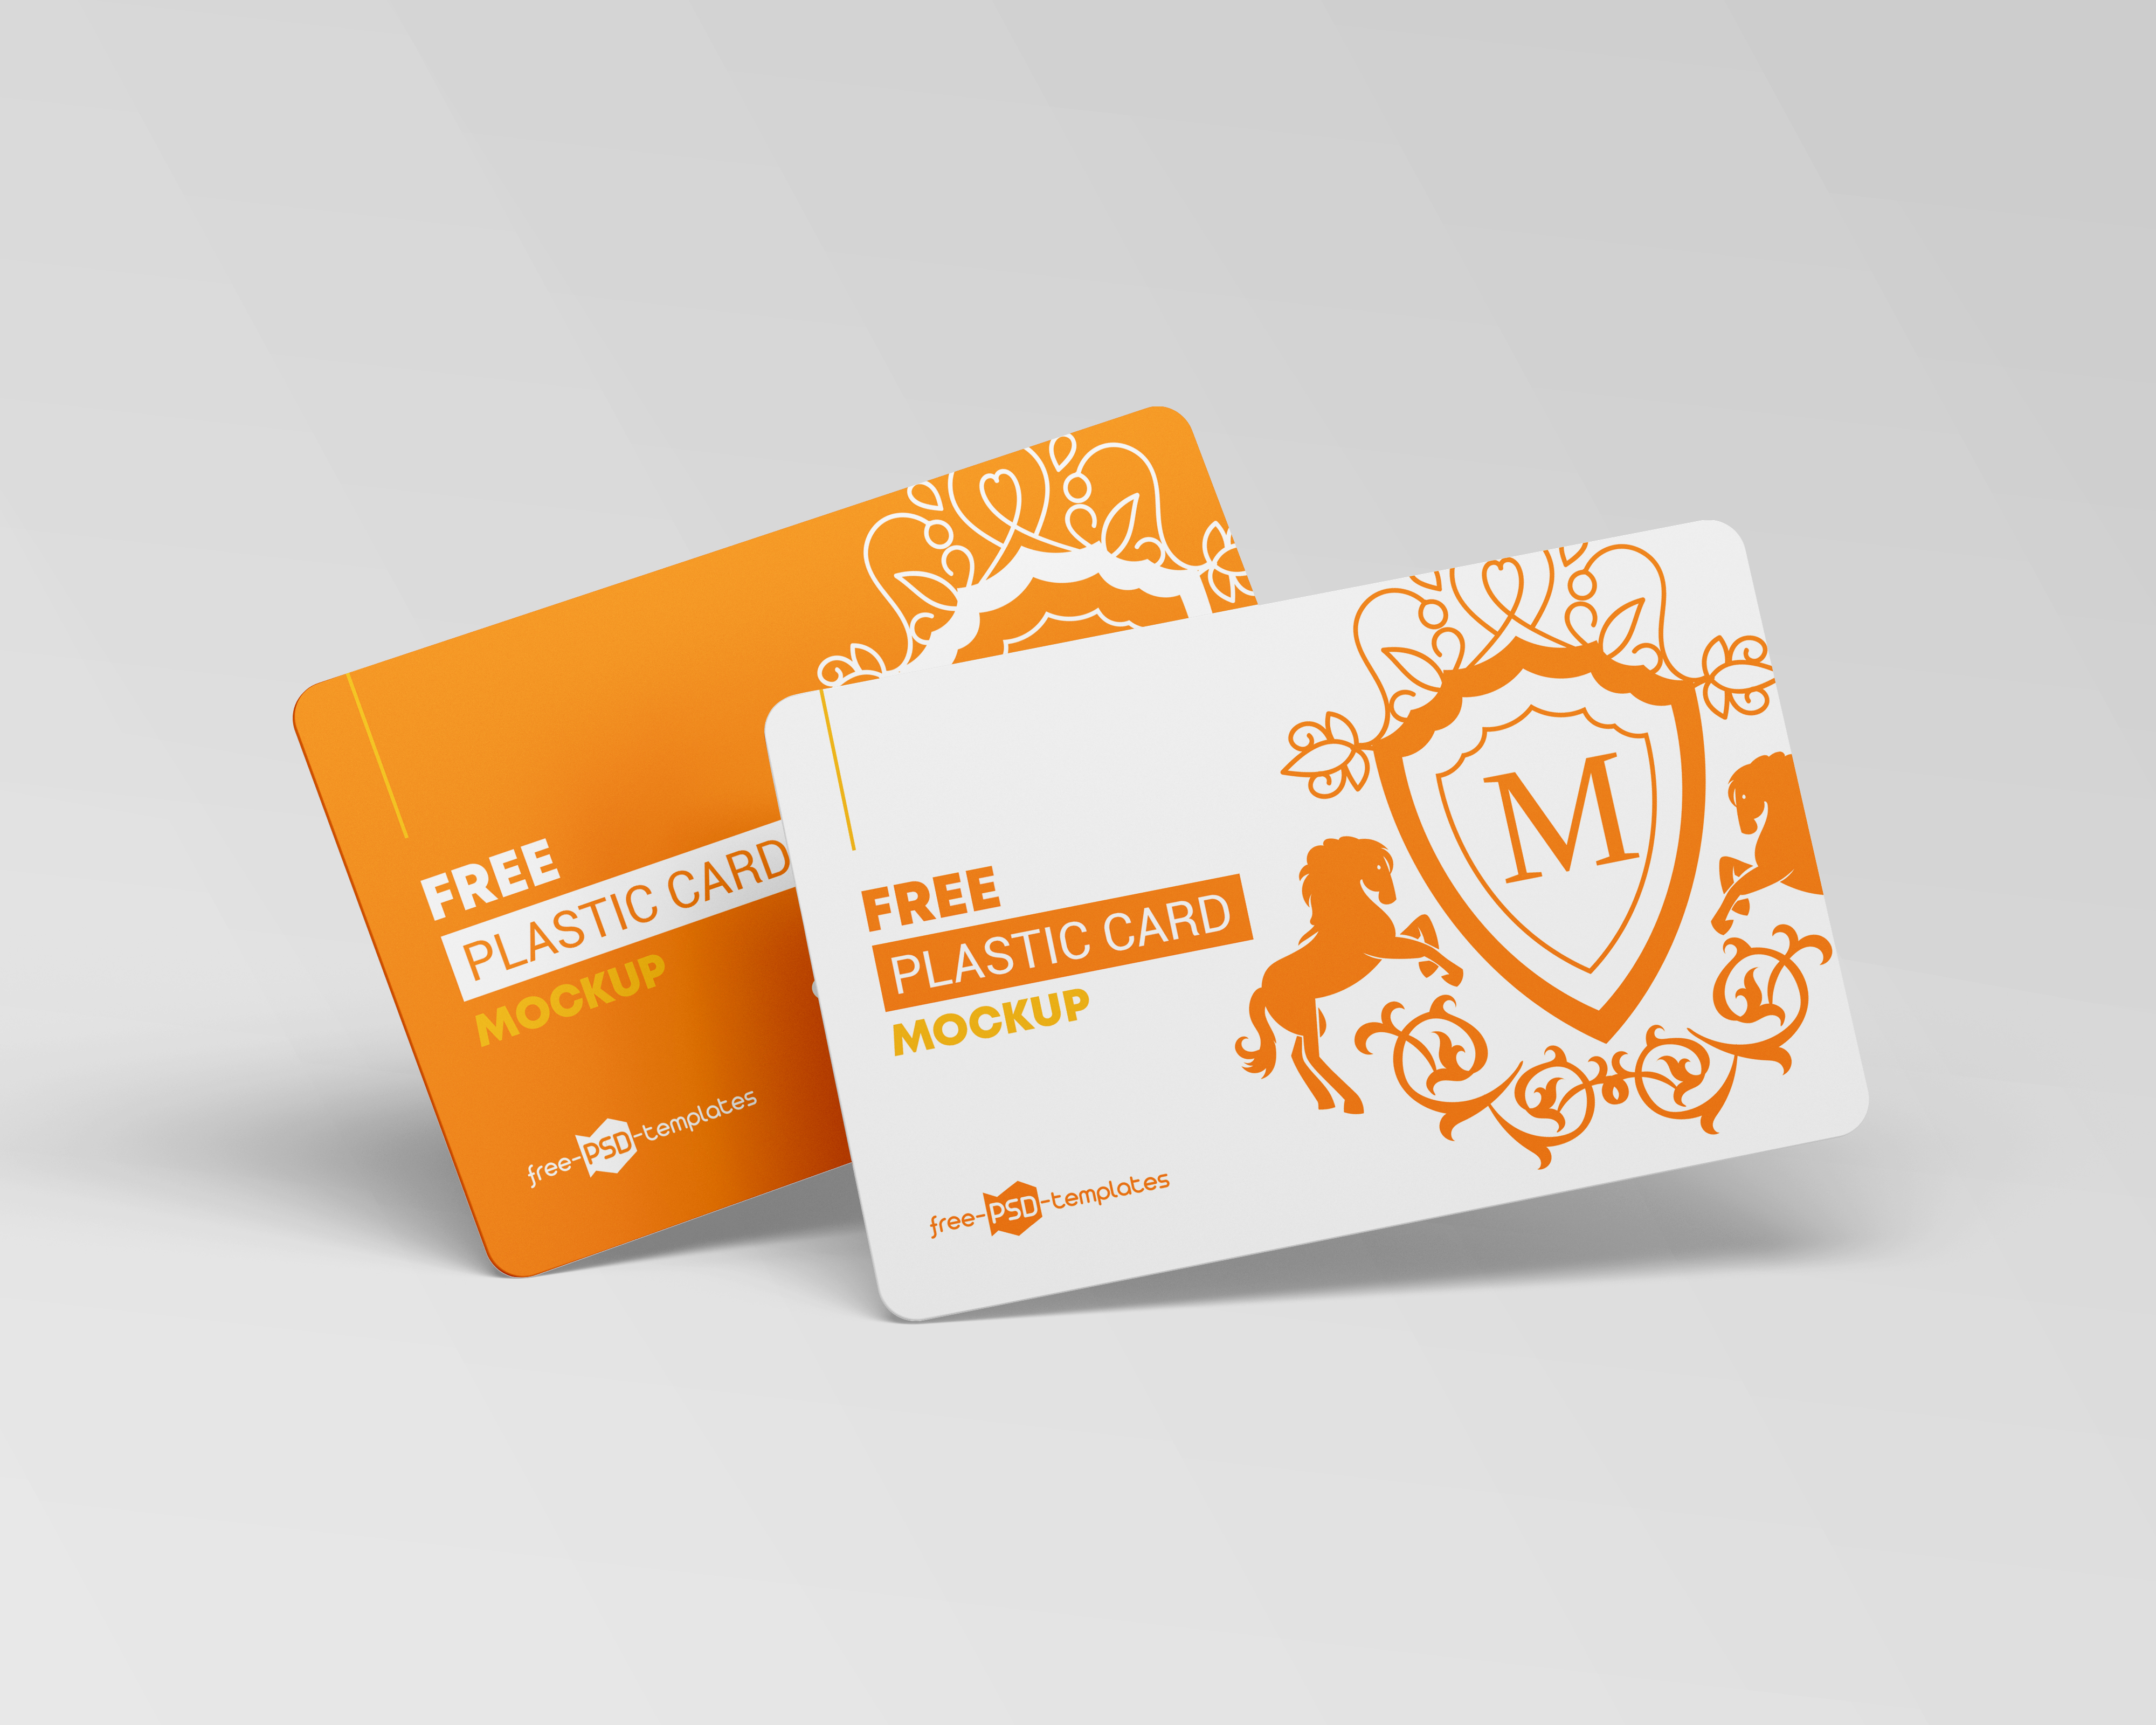 FREE
PLASTIC CARD
MOCKUP
free-PSD-templates
FREE
PLASTIC CARD
MOCKUP
free-PSD-templates
M